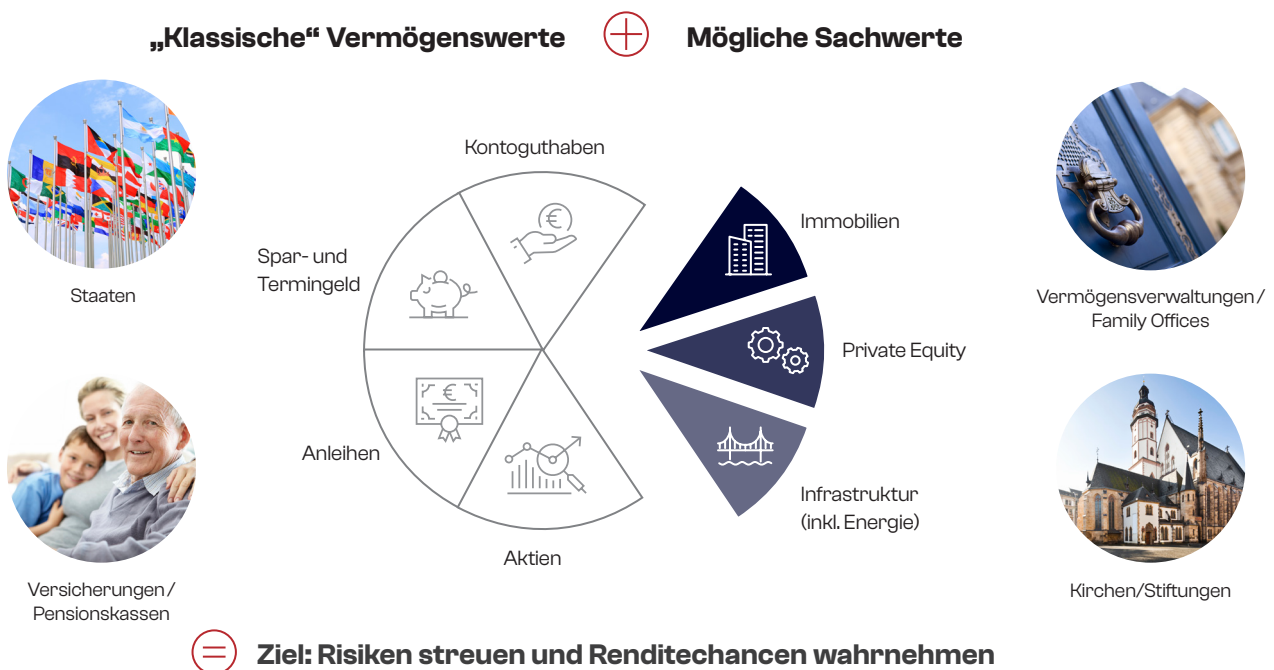 „Klassische“ Vermögenswerte
Mögliche Sachwerte
Staaten
Versicherungen/
Pensionskassen
Kontoguthaben
Spar- und
Termingeld
Anleihen
Aktien
Immobilien
Private Equity
Infrastruktur
(inkl. Energie)
Vermögensverwaltungen/
Family Offices
Kirchen/Stiftungen
Ziel: Risiken streuen und Renditechancen wahrnehmen